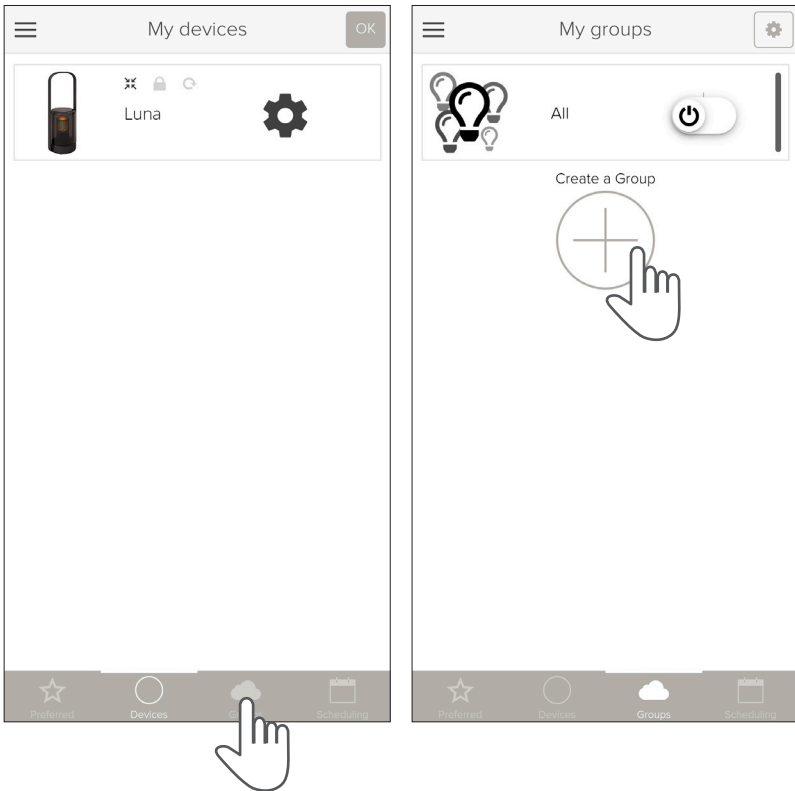 My devices
OK
Luna
Preferred
Devices
Scheduling
My groups
All
Create a Group
Preferred
Devices
Groups
Scheduling